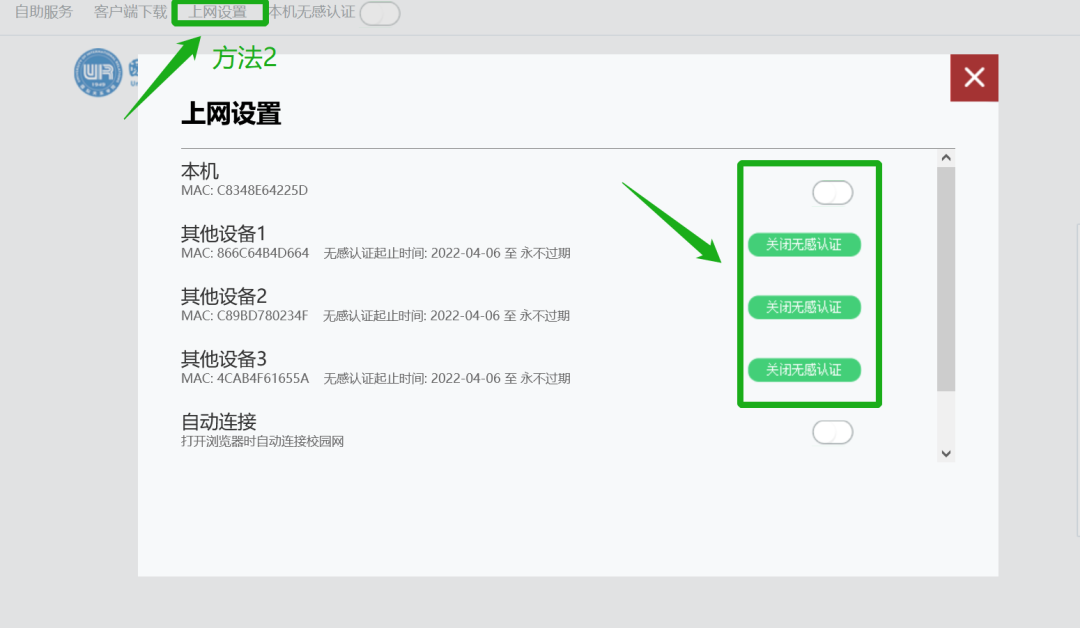 自助服务 客户端下载 上网设置 本机无感认证
方法2
UIR
1949
上网设置
本机
MAC: C8348E64225D
其他设备1
MAC: 866C64B4D664 无感认证起止时间: 2022-04-06 至 永不过期
关闭无感认证
其他设备2
MAC: C89BD780234F 无感认证起止时间: 2022-04-06 至 永不过期
关闭无感认证
其他设备3
MAC: 4CAB4F61655A 无感认证起止时间: 2022-04-06 至 永不过期
关闭无感认证
自动连接
打开浏览器时自动连接校园网